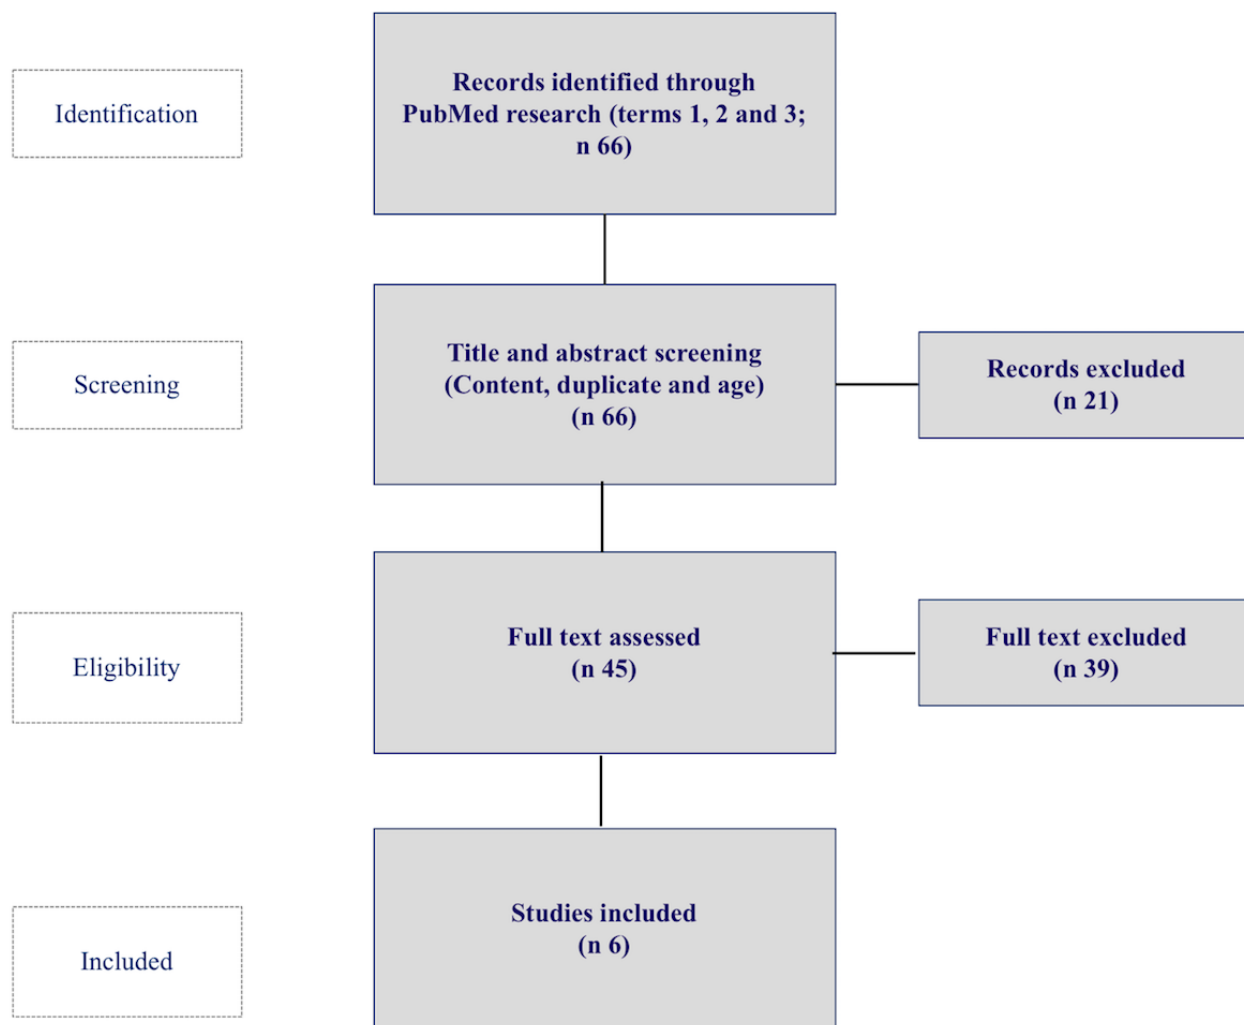 Identification
Records identified through
PubMed research (terms 1, 2 and 3;
n 66)
Screening
Title and abstract screening
(Content, duplicate and age)
(n 66)
Records excluded
(n 21)
Eligibility
Full text assessed
(n 45)
Full text excluded
(n 39)
Included
Studies included
(n 6)